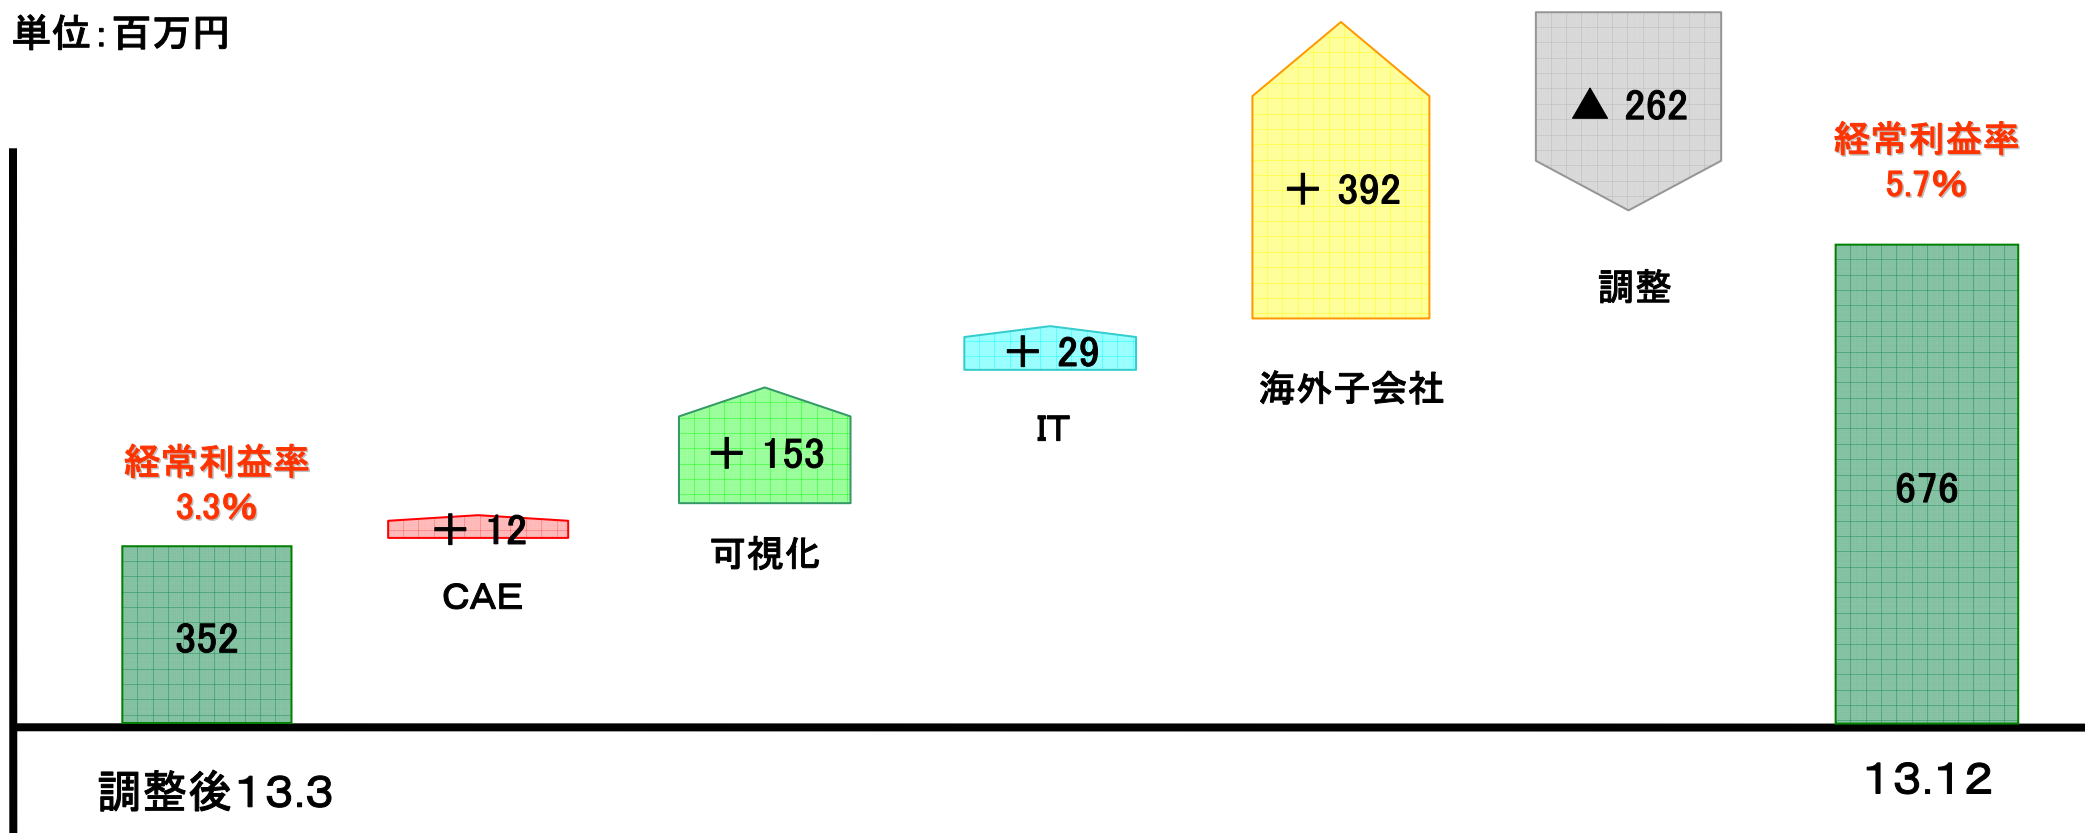 単位：百万円
▲ 262
経常利益率
5.7%
＋ 392
調整
＋ 29
海外子会社
IT
＋ 153
経常利益率
3.3%
676
＋ 12
可視化
CAE
352
調整後13.3
13.12